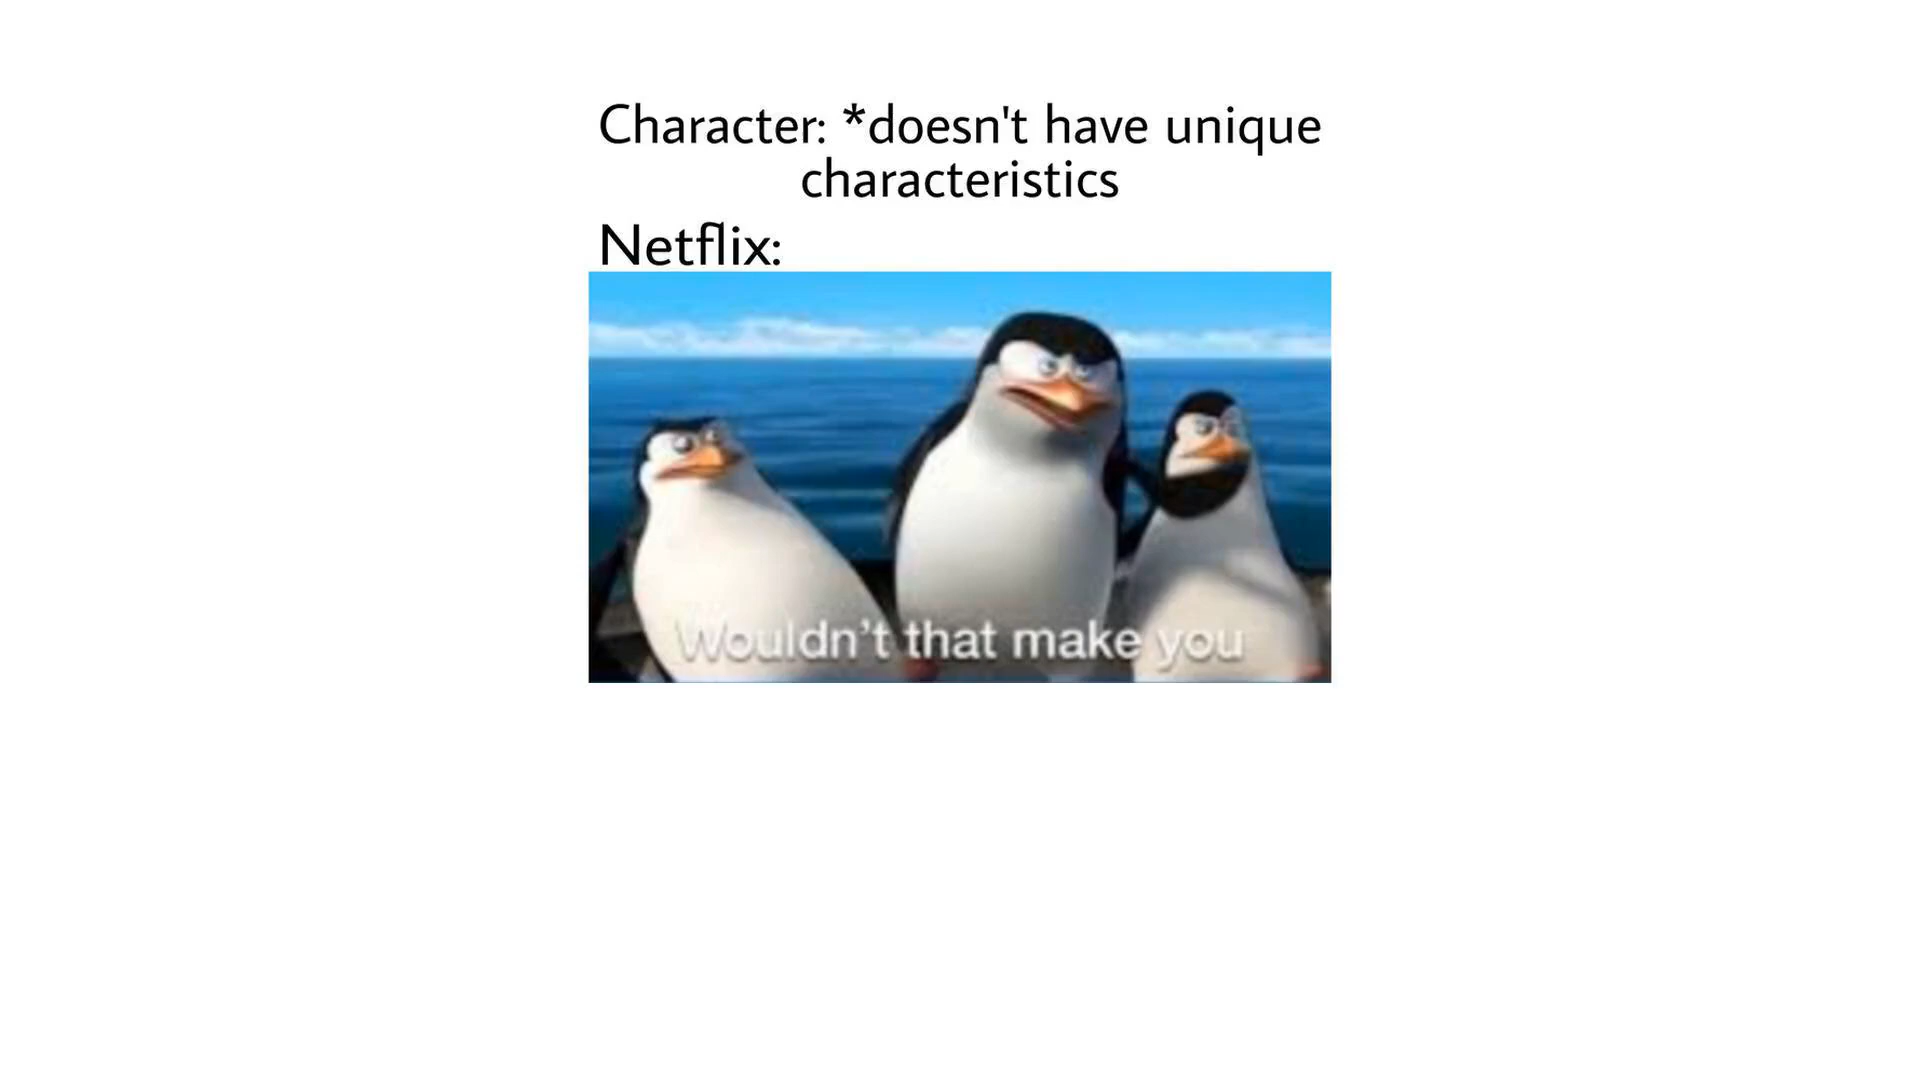 Character: *doesn't have unique
characteristics
Netflix:
Wouldn't that make you